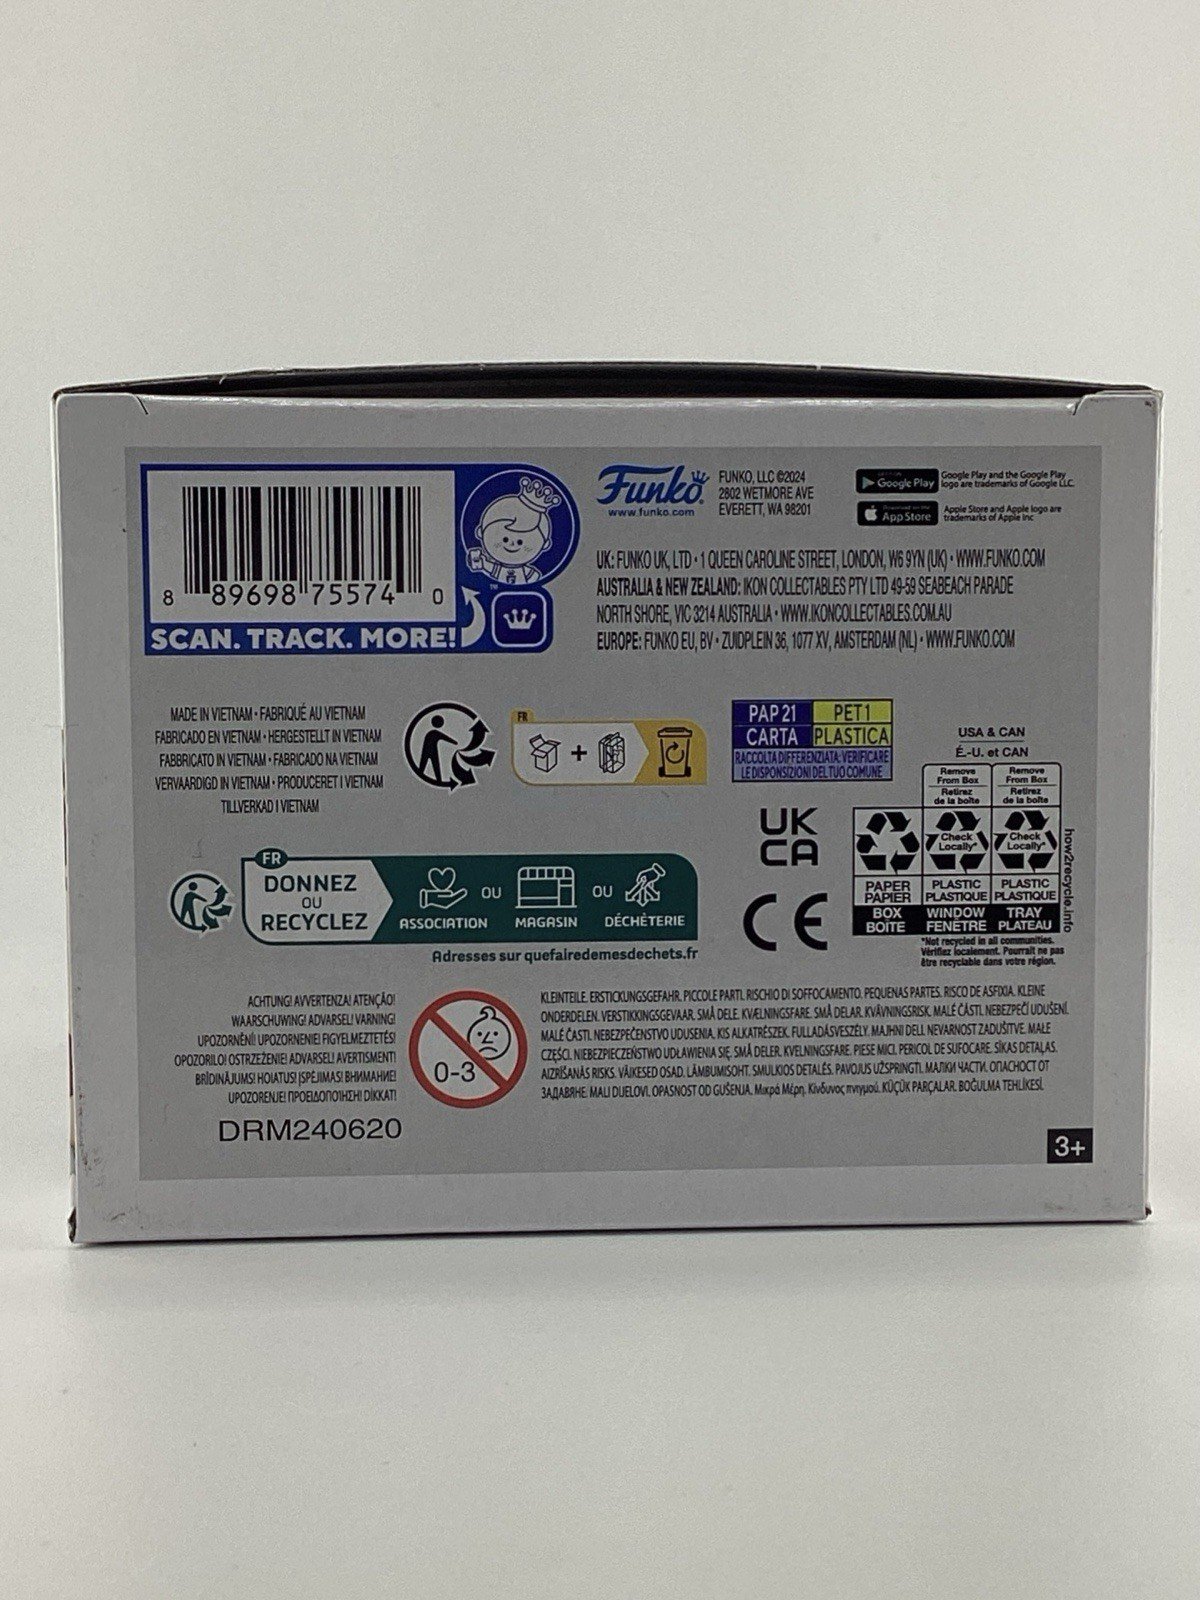 8 89698 75574 0
SCAN. TRACK. MORE!
™
Funko®
www.funko.com
FUNKO, LLC ©2024
2802 WETMORE AVE
EVERETT, WA 98201
Google Play
Google Play and the Google Play
logo are trademarks of Google LLC.
Download on the
App Store
Apple Store and Apple logo are
trademarks of Apple Inc
UK: FUNKO UK, LTD • 1 QUEEN CAROLINE STREET, LONDON, W6 9YN (UK) • WWW.FUNKO.COM
AUSTRALIA & NEW ZEALAND: IKON COLLECTABLES PTY LTD 49-59 SEABEACH PARADE
NORTH SHORE, VIC 3214 AUSTRALIA • WWW.IKONCOLLECTABLES.COM.AU
EUROPE: FUNKO EU, BV • ZUIDPLEIN 36, 1077 XV, AMSTERDAM (NL) • WWW.FUNKO.COM
MADE IN VIETNAM • FABRIQUÉ AU VIETNAM
FABRICADO EN VIETNAM • HERGESTELLT IN VIETNAM
FABBRICATO IN VIETNAM • FABRICADO NA VIETNAM
VERVAARDIGD IN VIETNAM • PRODUCERET I VIETNAM
TILLVERKAD I VIETNAM
FR
+
PAP 21
CARTA
PET 1
PLASTICA
RACCOLTA DIFFERENZIATA: VERIFICARE
LE DISPOSIZIONI DEL TUO COMUNE
USA & CAN
É.-U. et CAN
Remove
From Box
Retirez
de la boîte
Remove
From Box
Retirez
de la boîte
Check
Locally*
Check
Locally*
PAPER
PAPIER
PLASTIC
PLASTIQUE
PLASTIC
PLASTIQUE
BOX
BOITE
WINDOW
FENÊTRE
TRAY
PLATEAU
how2recycle.info
*Not recycled in all communities.
Vérifiez localement. Pourrait ne pas
être recyclable dans votre région.
UK
CA
CE
FR
DONNEZ
OU
RECYCLEZ
ASSOCIATION
OU
MAGASIN
OU
DÉCHÈTERIE
Adresses sur quefairedemesdechets.fr
ACHTUNG! AVVERTENZA! ATENÇÃO!
WAARSCHUWING! ADVARSEL! VARNING!
UPOZORNĚNÍ! UPOZORNENIE! FIGYELMEZTETÉS!
OPOZORILO! OSTRZEŻENIE! ADVARSEL! AVERTISMENT!
BRĪDINĀJUMS! HOIATUS! ĮSPĖJIMAS! ВНИМАНИЕ!
UPOZORENJE! ΠΡΟΕΙΔΟΠΟΙΗΣΗ! DİKKAT!
0-3
KLEINTEILE. ERSTICKUNGSGEFAHR. PICCOLE PARTI. RISCHIO DI SOFFOCAMENTO. PEQUENAS PARTES. RISCO DE ASFIXIA. KLEINE
ONDERDELEN. VERSTIKKINGSGEVAAR. SMÅ DELE. KVÆLNINGSFARE. SMÅ DELAR. KVÄVNINGSRISK. MALÉ ČÁSTI. NEBEZPEČÍ UDUŠENÍ.
MALÉ ČASTI. NEBEZPEČENSTVO UDUSENIA. KIS ALKATRÉSZEK. FULLADÁSVESZÉLY. MAJHNI DELI. NEVARNOST ZADUŠITVE. MAŁE
CZĘŚCI. NIEBEZPIECZEŃSTWO UDŁAWIENIA SIĘ. SMÅ DELER. KVELNINGSFARE. PIESE MICI. PERICOL DE SUFOCARE. SĪKAS DETAĻAS.
AIZRĪŠANĀS RISKS. VÄIKESED OSAD. LÄMBUMISOHT. SMULKIOS DETALĖS. PAVOJUS UŽSPRINGTI. МАЛКИ ЧАСТИ. ОПАСНОСТ ОТ
ЗАДАВЯНЕ. MALI DIJELOVI. OPASNOST OD GUŠENJA. Μικρά Μέρη. Κίνδυνος πνιγμού. KÜÇÜK PARÇALAR. BOĞULMA TEHLİKESİ.
DRM240620
3+